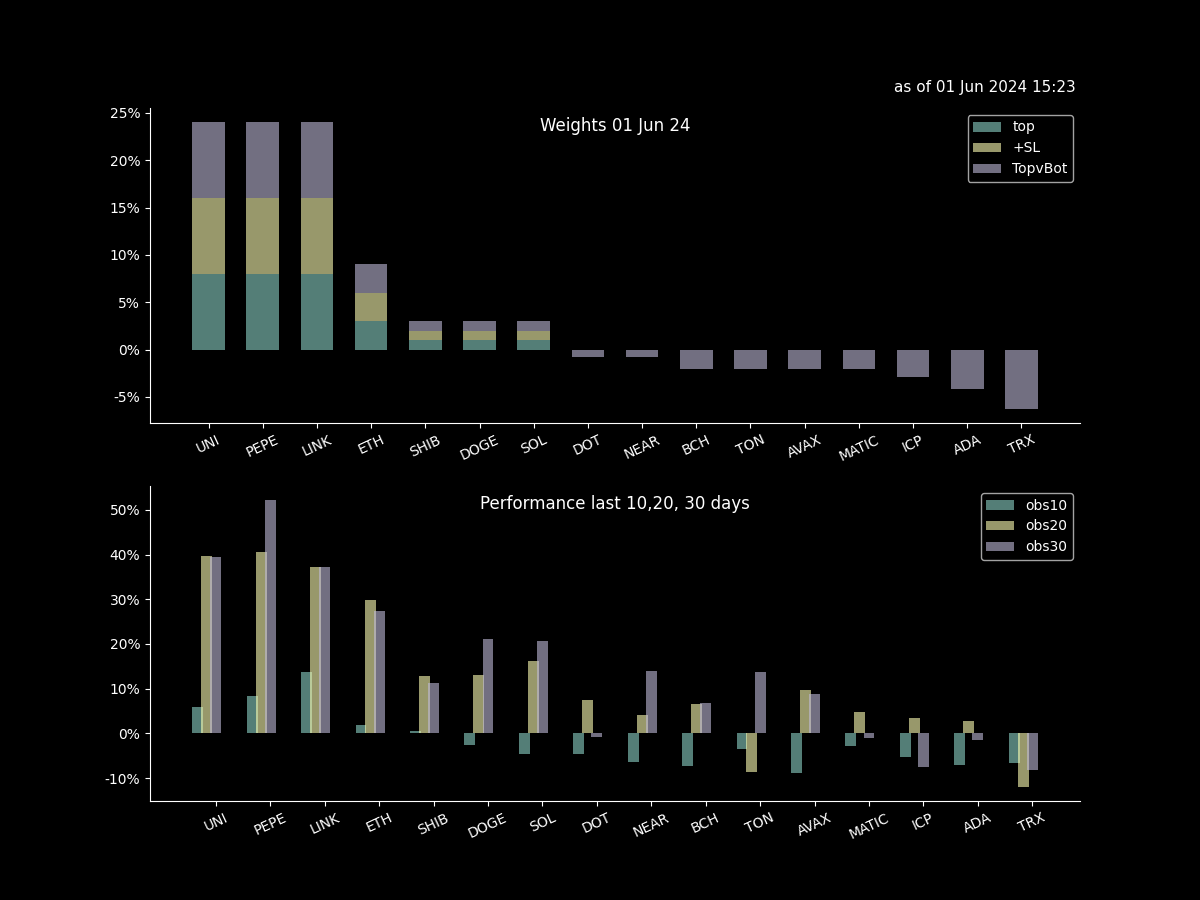 as of 01 Jun 2024 15:23
Weights 01 Jun 24
top
+SL
TopvBot
25%
20%
15%
10%
5%
0%
-5%
UNI PEPE LINK ETH SHIB DOGE SOL DOT NEAR BCH TON AVAX MATIC ICP ADA TRX
Performance last 10,20, 30 days
obs10
obs20
obs30
50%
40%
30%
20%
10%
0%
-10%
UNI PEPE LINK ETH SHIB DOGE SOL DOT NEAR BCH TON AVAX MATIC ICP ADA TRX